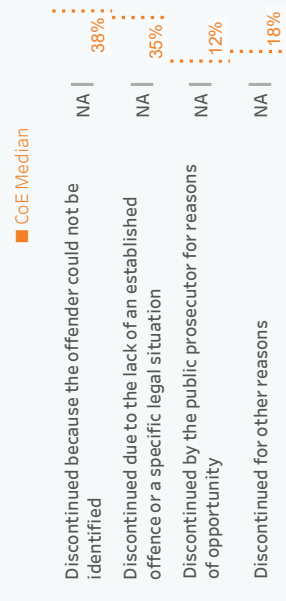 ■ CoE Median
Discontinued because the offender could not be
identified
NA
38%
Discontinued due to the lack of an established
offence or a specific legal situation
NA
35%
Discontinued by the public prosecutor for reasons
of opportunity
NA
12%
Discontinued for other reasons
NA
18%